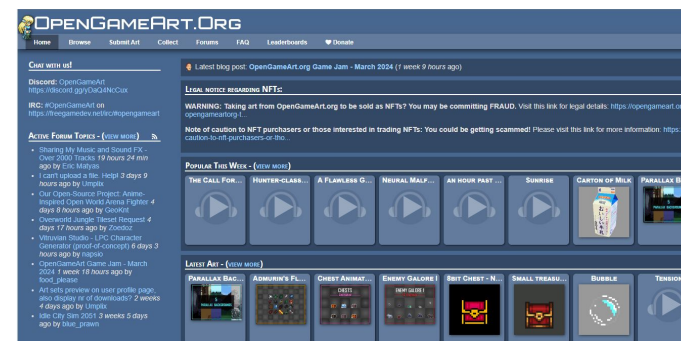 OpenGameArt.Org
Home Browse Submit Art Collect Forums FAQ Leaderboards ♥ Donate
Chat with us!
Discord: OpenGameArt
https://discord.gg/yDaQ4NcCux
IRC: #OpenGameArt on
https://freegamedev.net/irc/#opengameart
Active Forum Topics - (view more)
Sharing My Music and Sound FX -
Over 2000 Tracks 19 hours 24 min
ago by Eric Matyas
I can't upload a file. Help! 3 days 9
hours ago by Umplix
Our Open-Source Project: Anime-
Inspired Open World Arena Fighter 4
days 8 hours ago by GeoKnt
Overworld Jungle Tileset Request 4
days 17 hours ago by Zoedoz
Vitruvian Studio - LPC Character
Generator (proof-of-concept) 6 days 3
hours ago by napsio
OpenGameArt Game Jam - March
2024 1 week 18 hours ago by
food_please
Art sets preview on user profile page,
also display nr of downloads? 2 weeks
4 days ago by Umplix
Idle City Sim 2051 3 weeks 5 days
ago by blue_prawn
Latest blog post: OpenGameArt.org Game Jam - March 2024 (1 week 9 hours ago)
Legal notice regarding NFTs:
WARNING: Taking art from OpenGameArt.org to be sold as NFTs? You may be committing FRAUD. Visit this link for legal details: https://opengameart.or
opengameartorg-t...
Note of caution to NFT purchasers or those interested in trading NFTs: You could be getting scammed! Please visit this link for more information: https:
caution-to-nft-purchasers-or-tho...
Popular This Week - (view more)
The Call For... Hunter-class... A Flawless G... Neural Malf... an hour past ... Sunrise Carton of Milk Parallax B
おいしい牛乳
Latest Art - (view more)
Parallax Bac... Admurin's Fl... Chest Animat... Enemy Galore I 8bit Chest - N... Small treasu... Bubble Tension
PARALLAX BACKGROUNDS
CHESTS
ENEMY GALORE I